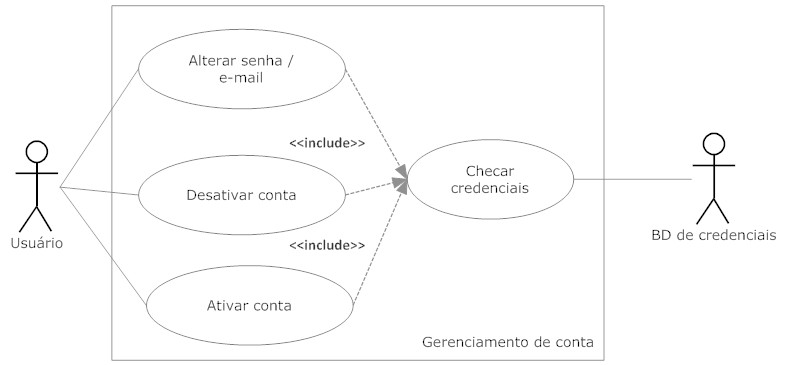 Alterar senha /
e-mail
<<include>>
Checar
credenciais
Desativar conta
Usuário
BD de credenciais
<<include>>
Ativar conta
Gerenciamento de conta